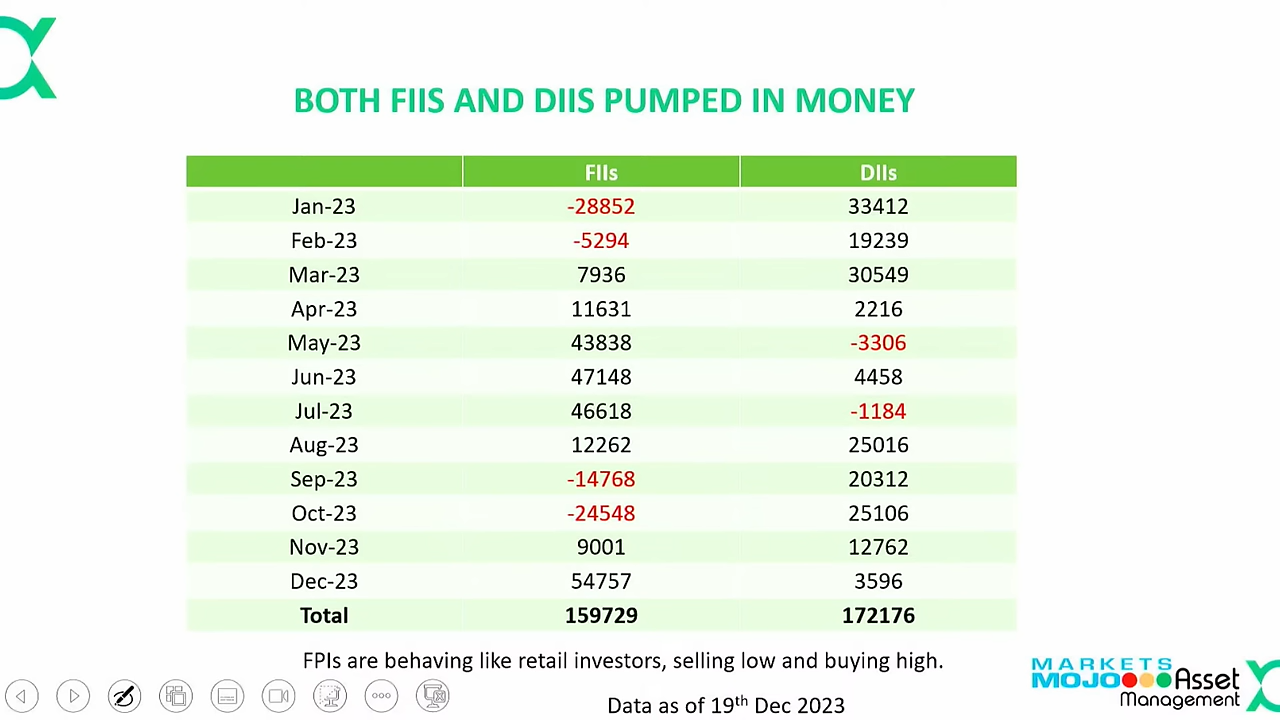 BOTH FIIS AND DIIS PUMPED IN MONEY
FIIs DIIs
Jan-23 -28852 33412
Feb-23 -5294 19239
Mar-23 7936 30549
Apr-23 11631 2216
May-23 43838 -3306
Jun-23 47148 4458
Jul-23 46618 -1184
Aug-23 12262 25016
Sep-23 -14768 20312
Oct-23 -24548 25106
Nov-23 9001 12762
Dec-23 54757 3596
Total 159729 172176
FPIs are behaving like retail investors, selling low and buying high.
Data as of 19th Dec 2023
MARKETS
MOJO Asset
Management